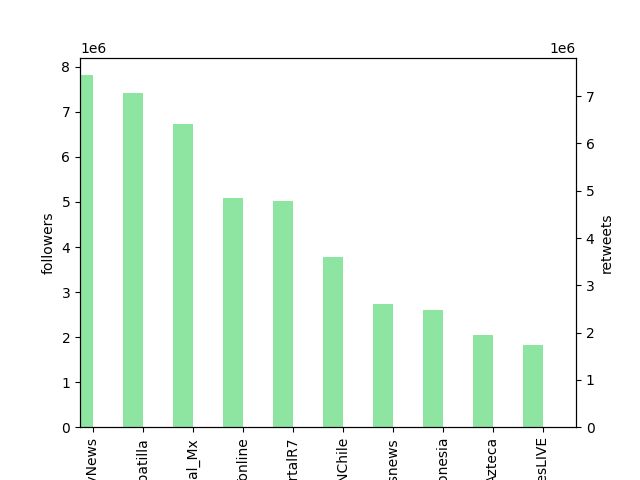 1e6
1e6
8
7
6
5
4
3
2
1
0
followers
7
6
5
4
3
2
1
0
retweets
vNews
patilla
al_Mx
online
rtalR7
NChile
snews
onesia
Azteca
esLIVE